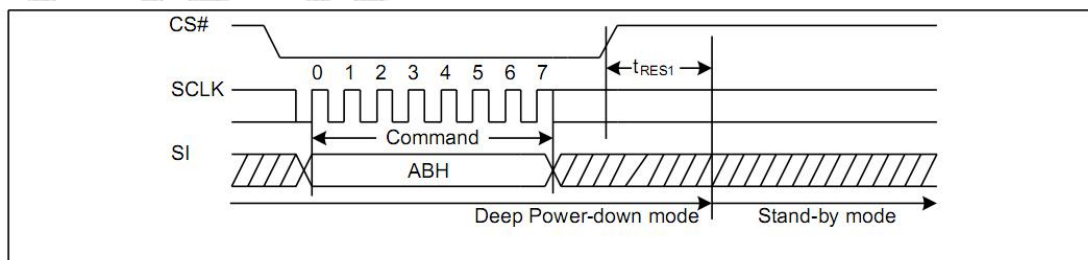 CS#
tRES1
0 1 2 3 4 5 6 7
SCLK
Command
SI
ABH
Deep Power-down mode Stand-by mode